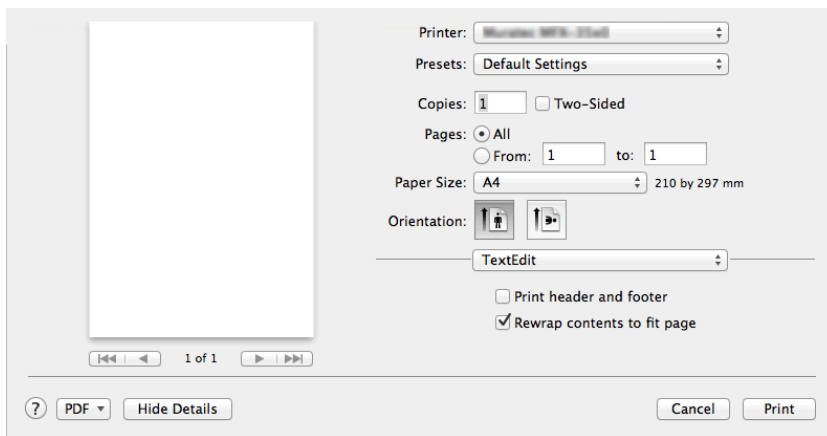 Printer:
Presets: Default Settings
Copies: 1 Two-Sided
Pages: All
From: 1 to: 1
Paper Size: A4 210 by 297 mm
Orientation:
TextEdit
Print header and footer
Rewrap contents to fit page
1 of 1
? PDF Hide Details Cancel Print